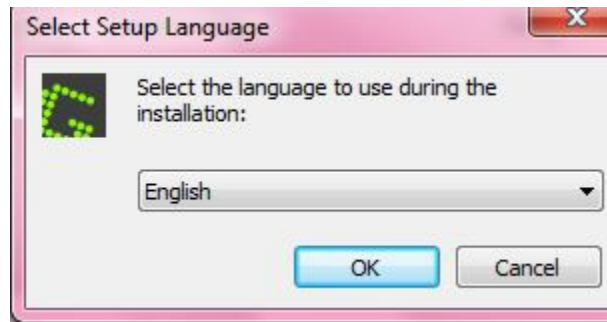 Select Setup Language
Select the language to use during the
installation:
English
OK
Cancel